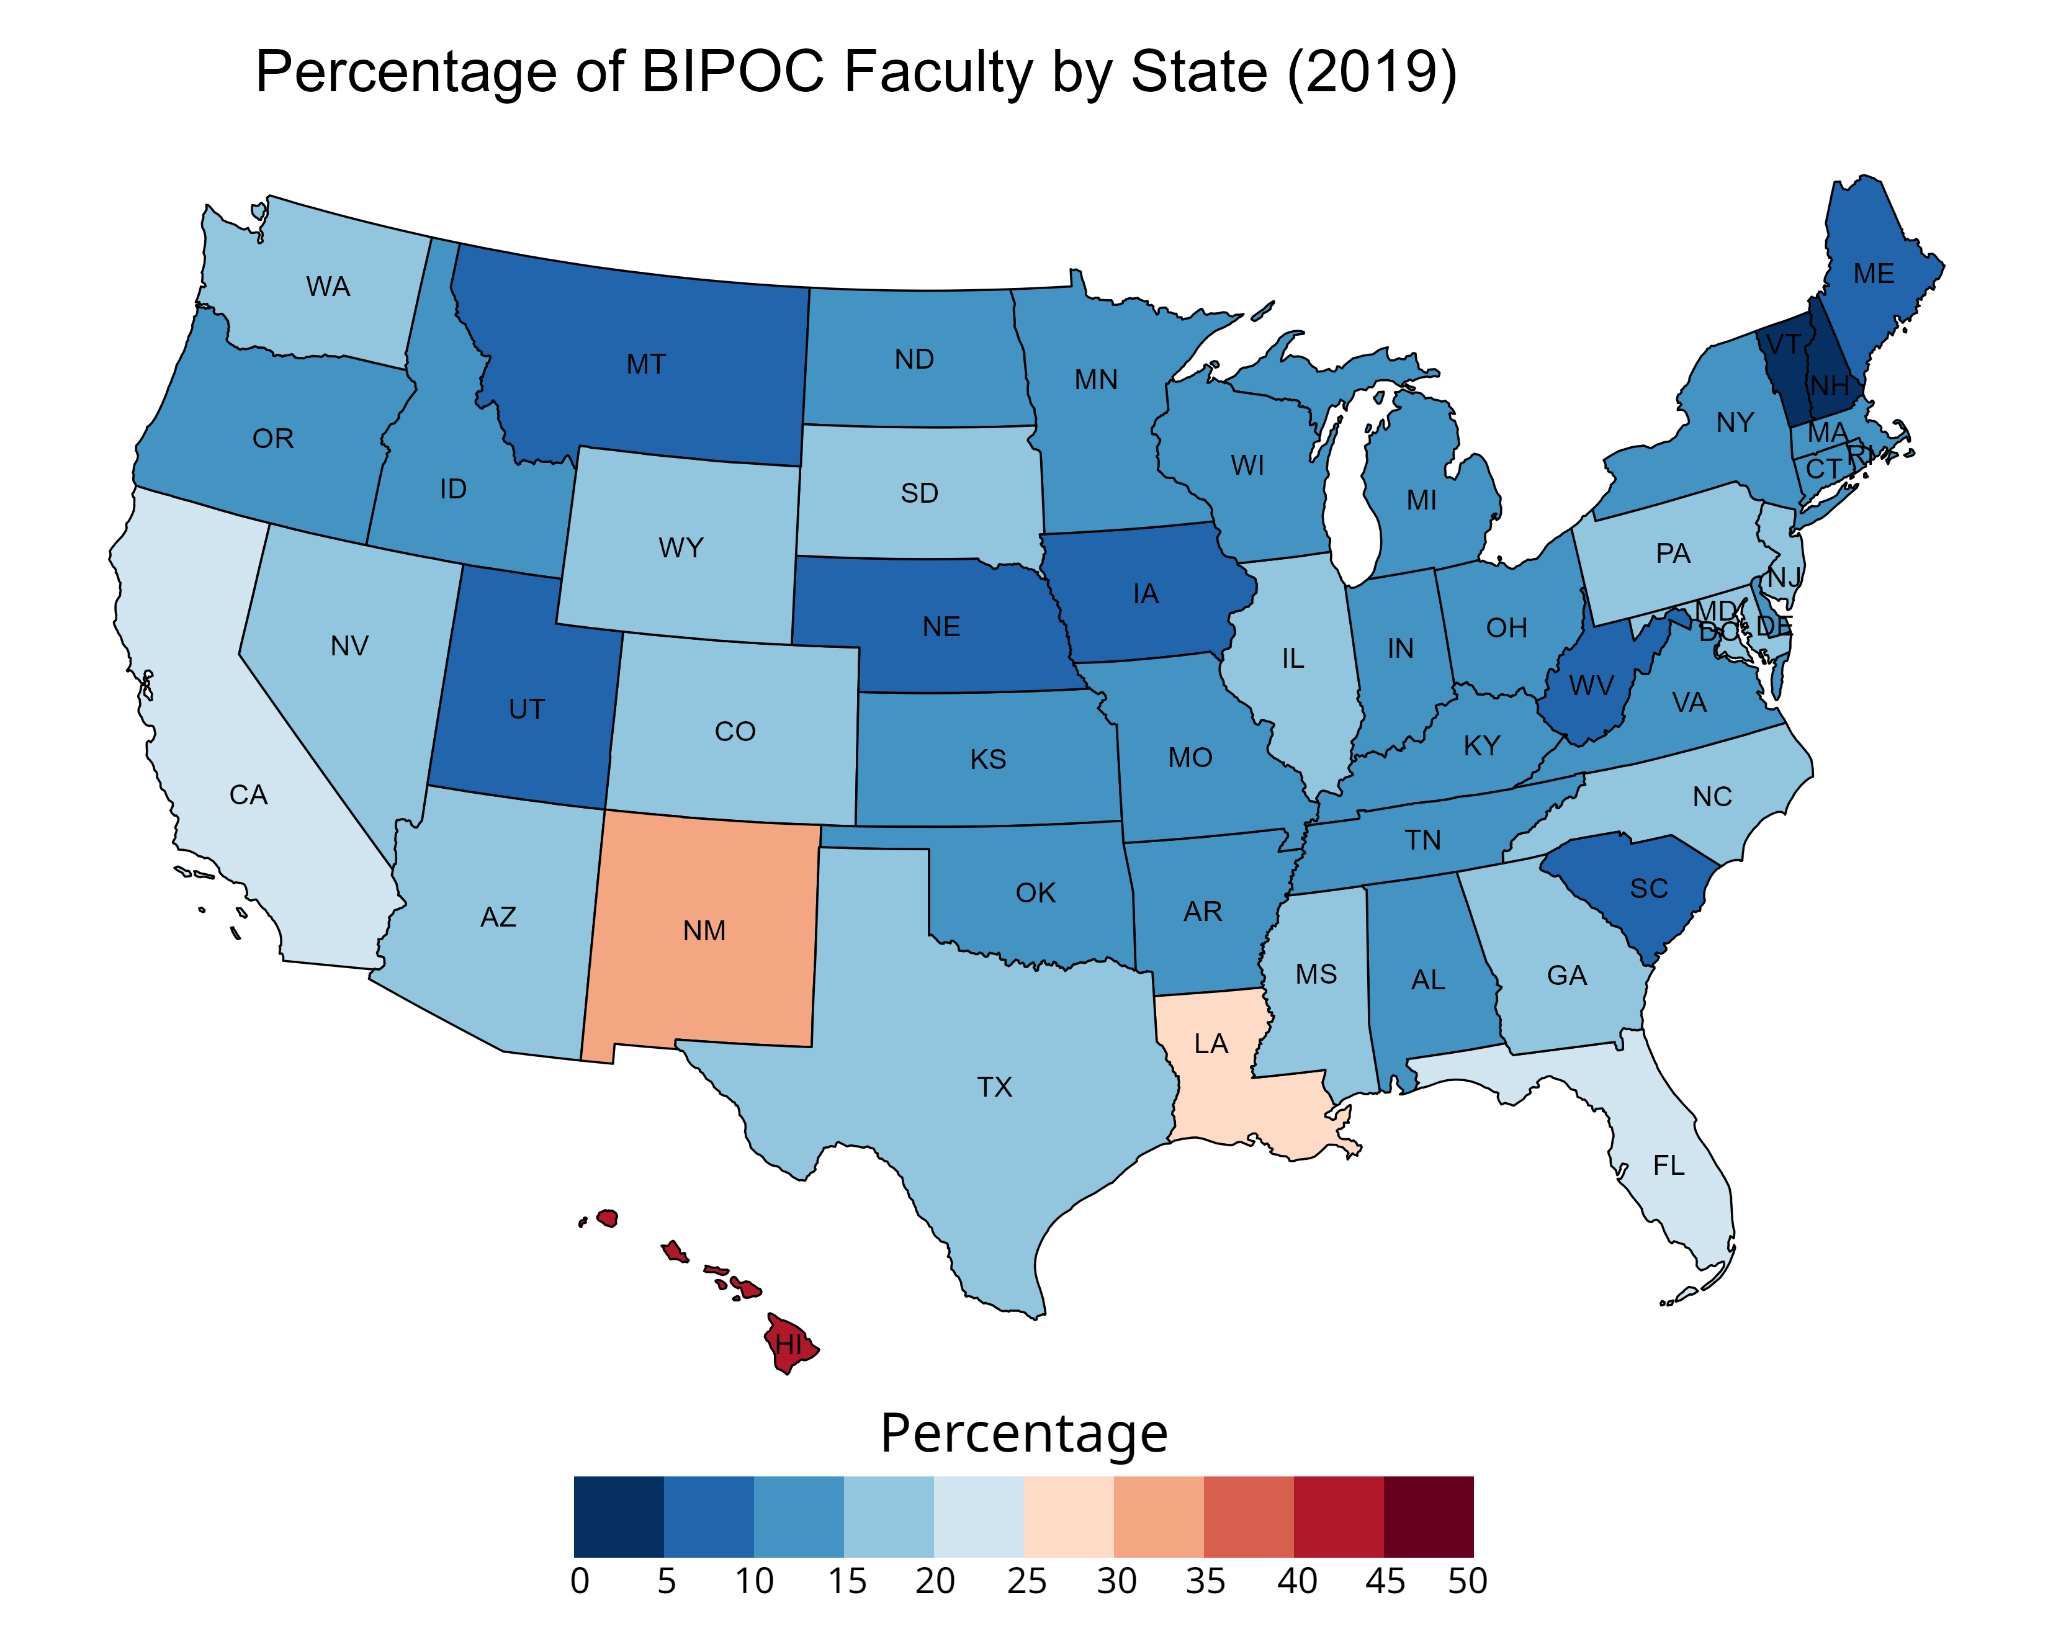 Percentage of BIPOC Faculty by State (2019)
WA
ME
MT
ND
VT
MN
NH
NY
OR
MA
RI
WI
CT
ID
SD
MI
WY
PA
NJ
IA
MD
NE
OH
DE
DC
NV
IN
IL
WV
UT
VA
CO
KY
KS
MO
CA
NC
TN
SC
OK
AR
AZ
NM
MS
GA
AL
LA
TX
FL
HI
Percentage
0 5 10 15 20 25 30 35 40 45 50